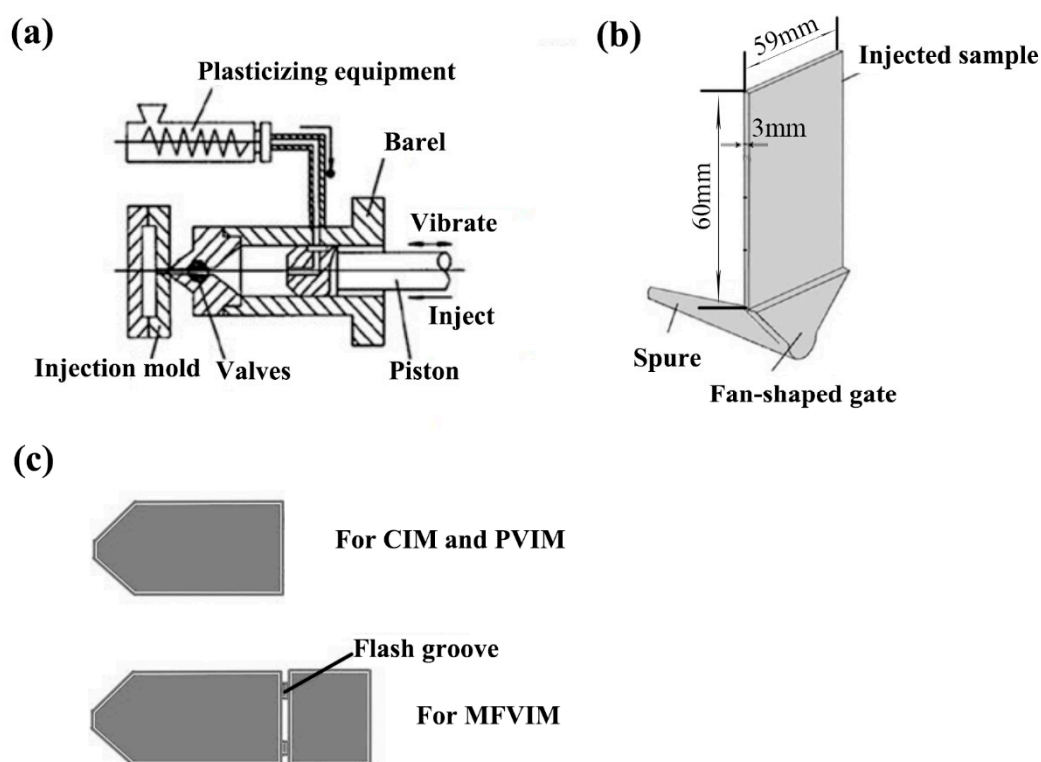 (a)
Plasticizing equipment
Barel
Vibrate
Inject
Injection mold
Valves
Piston
(b)
59mm
Injected sample
3mm
60mm
Spure
Fan-shaped gate
(c)
For CIM and PVIM
Flash groove
For MFVIM